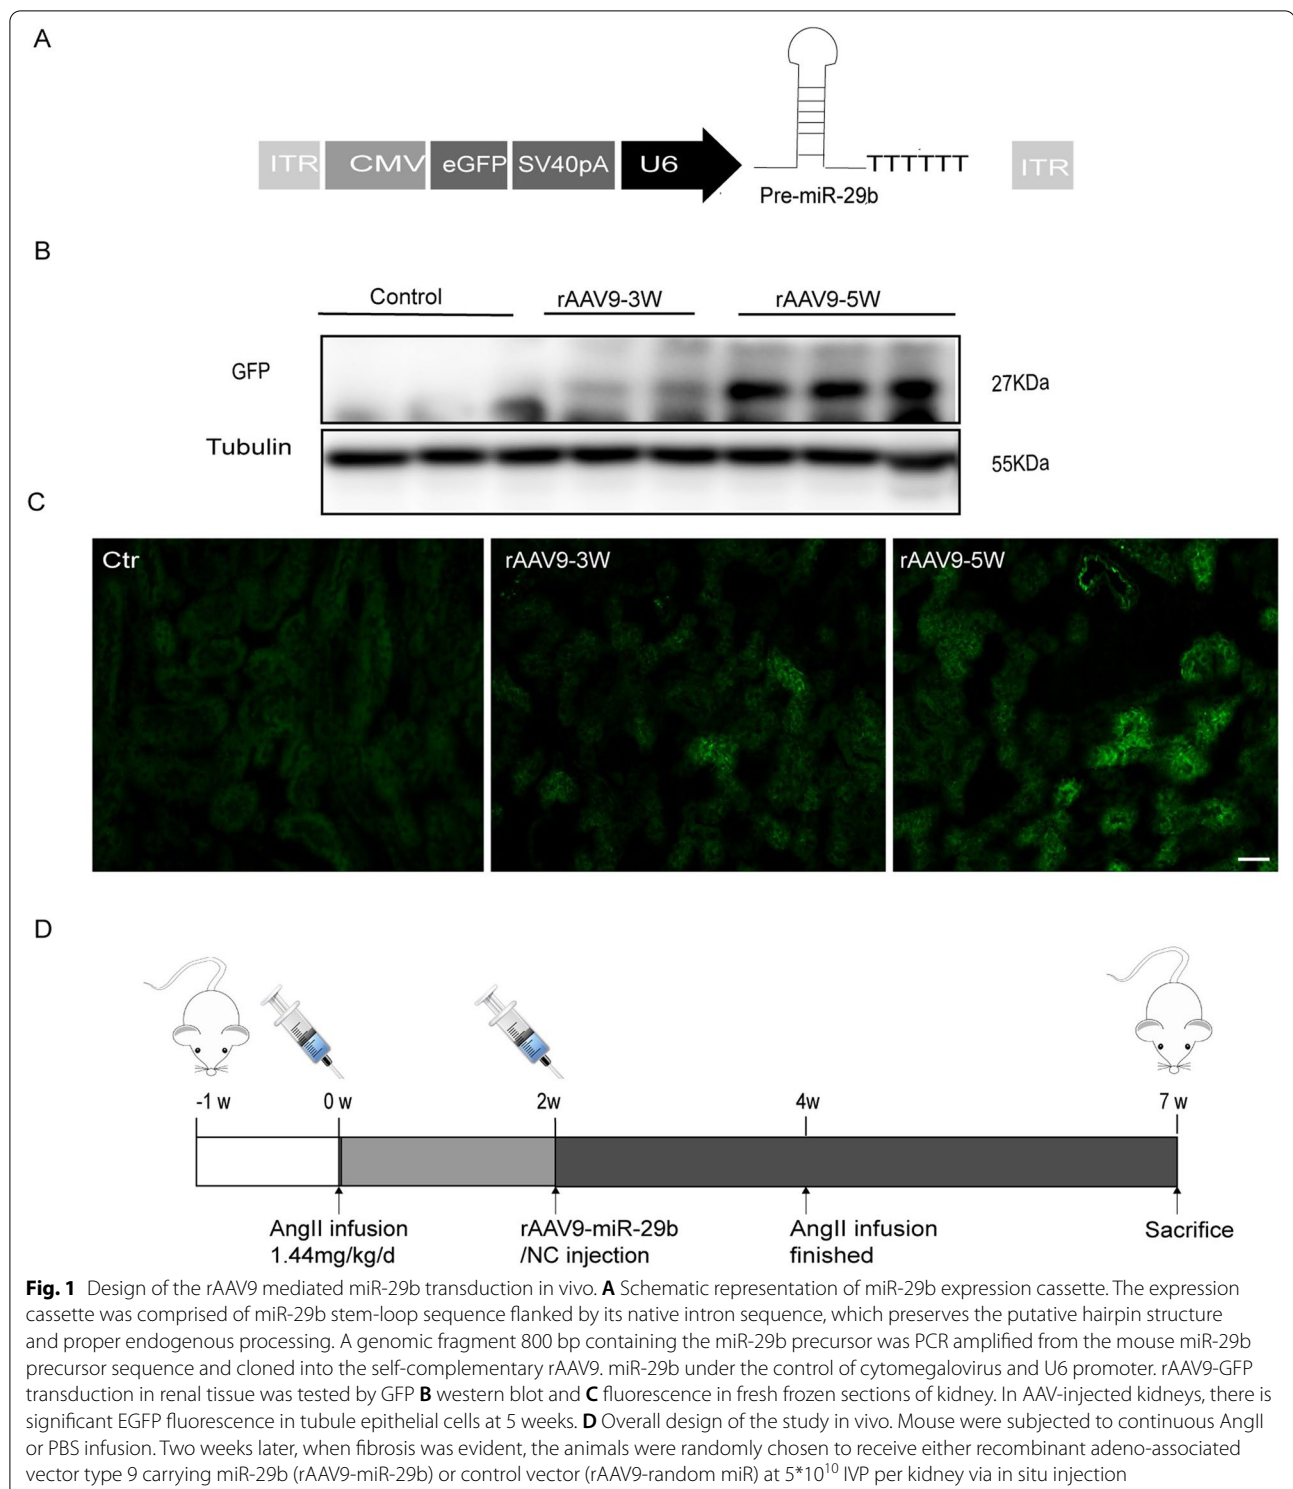 A
ITR CMV eGFP SV40pA U6 TTTTTT ITR
Pre-miR-29b
B
Control rAAV9-3W rAAV9-5W
GFP 27KDa
Tubulin 55KDa
C
Ctr rAAV9-3W rAAV9-5W
D
-1 w 0 w 2w 4w 7 w
AngII infusion rAAV9-miR-29b AngII infusion Sacrifice
1.44mg/kg/d /NC injection finished
Fig. 1 Design of the rAAV9 mediated miR-29b transduction in vivo. A Schematic representation of miR-29b expression cassette. The expression
cassette was comprised of miR-29b stem-loop sequence flanked by its native intron sequence, which preserves the putative hairpin structure
and proper endogenous processing. A genomic fragment 800 bp containing the miR-29b precursor was PCR amplified from the mouse miR-29b
precursor sequence and cloned into the self-complementary rAAV9. miR-29b under the control of cytomegalovirus and U6 promoter. rAAV9-GFP
transduction in renal tissue was tested by GFP B western blot and C fluorescence in fresh frozen sections of kidney. In AAV-injected kidneys, there is
significant EGFP fluorescence in tubule epithelial cells at 5 weeks. D Overall design of the study in vivo. Mouse were subjected to continuous AngII
or PBS infusion. Two weeks later, when fibrosis was evident, the animals were randomly chosen to receive either recombinant adeno-associated
vector type 9 carrying miR-29b (rAAV9-miR-29b) or control vector (rAAV9-random miR) at 5*10¹⁰ IVP per kidney via in situ injection